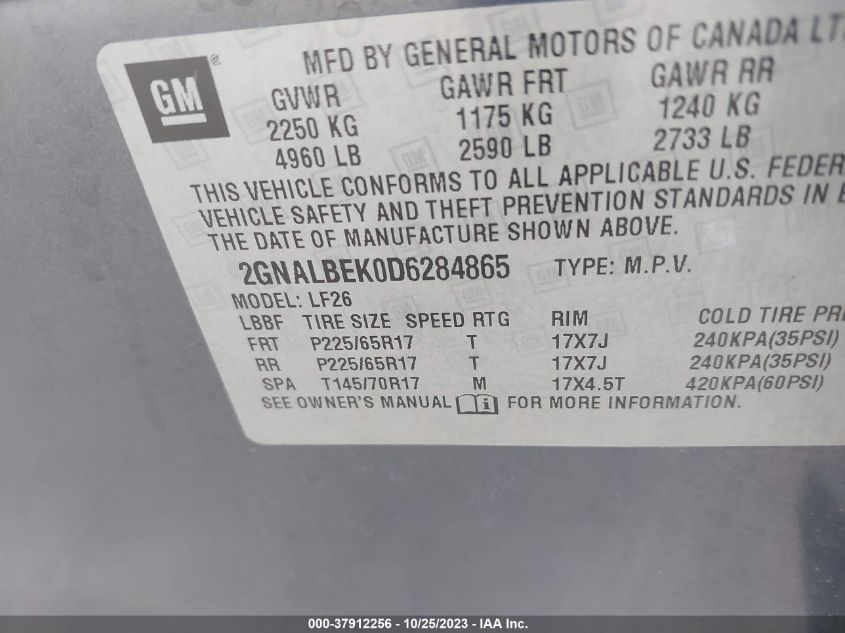 GM
MFD BY GENERAL MOTORS OF CANADA LT
GVWR GAWR FRT GAWR RR
2250 KG 1175 KG 1240 KG
4960 LB 2590 LB 2733 LB
THIS VEHICLE CONFORMS TO ALL APPLICABLE U.S. FEDER
VEHICLE SAFETY AND THEFT PREVENTION STANDARDS IN E
THE DATE OF MANUFACTURE SHOWN ABOVE.
2GNALBEK0D6284865 TYPE: M.P.V.
MODEL: LF26
LBBF TIRE SIZE SPEED RTG RIM COLD TIRE PRE
FRT P225/65R17 T 17X7J 240KPA(35PSI)
RR P225/65R17 T 17X7J 240KPA(35PSI)
SPA T145/70R17 M 17X4.5T 420KPA(60PSI)
SEE OWNER'S MANUAL i FOR MORE INFORMATION.
000-37912256 - 10/25/2023 - IAA Inc.